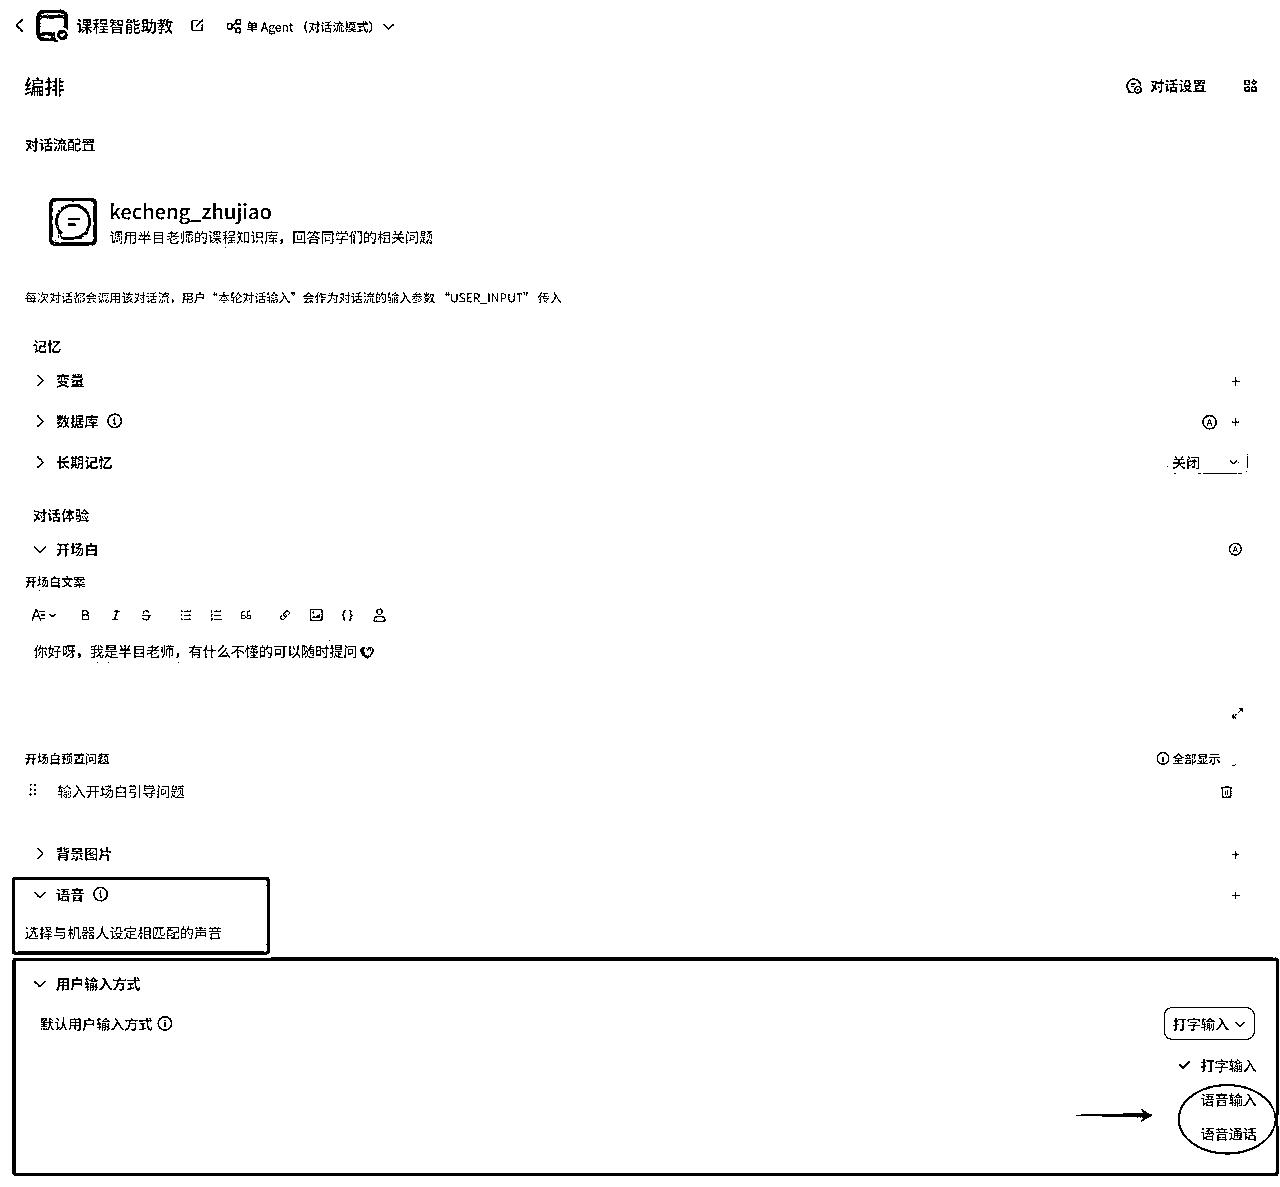 课程智能助教 单 Agent （对话流模式）
编排
对话设置
对话流配置
kecheng_zhujiao
调用半目老师的课程知识库，回答同学们的相关问题
每次对话都会调用该对话流，用户“本轮对话输入”会作为对话流的输入参数 “USER_INPUT” 传入
记忆
变量
数据库
长期记忆
关闭
对话体验
开场白
开场白文案
B I S
你好呀，我是半目老师，有什么不懂的可以随时提问
开场白预置问题
全部显示
输入开场白引导问题
背景图片
语音
选择与机器人设定相匹配的声音
用户输入方式
默认用户输入方式
打字输入
打字输入
语音输入
语音通话